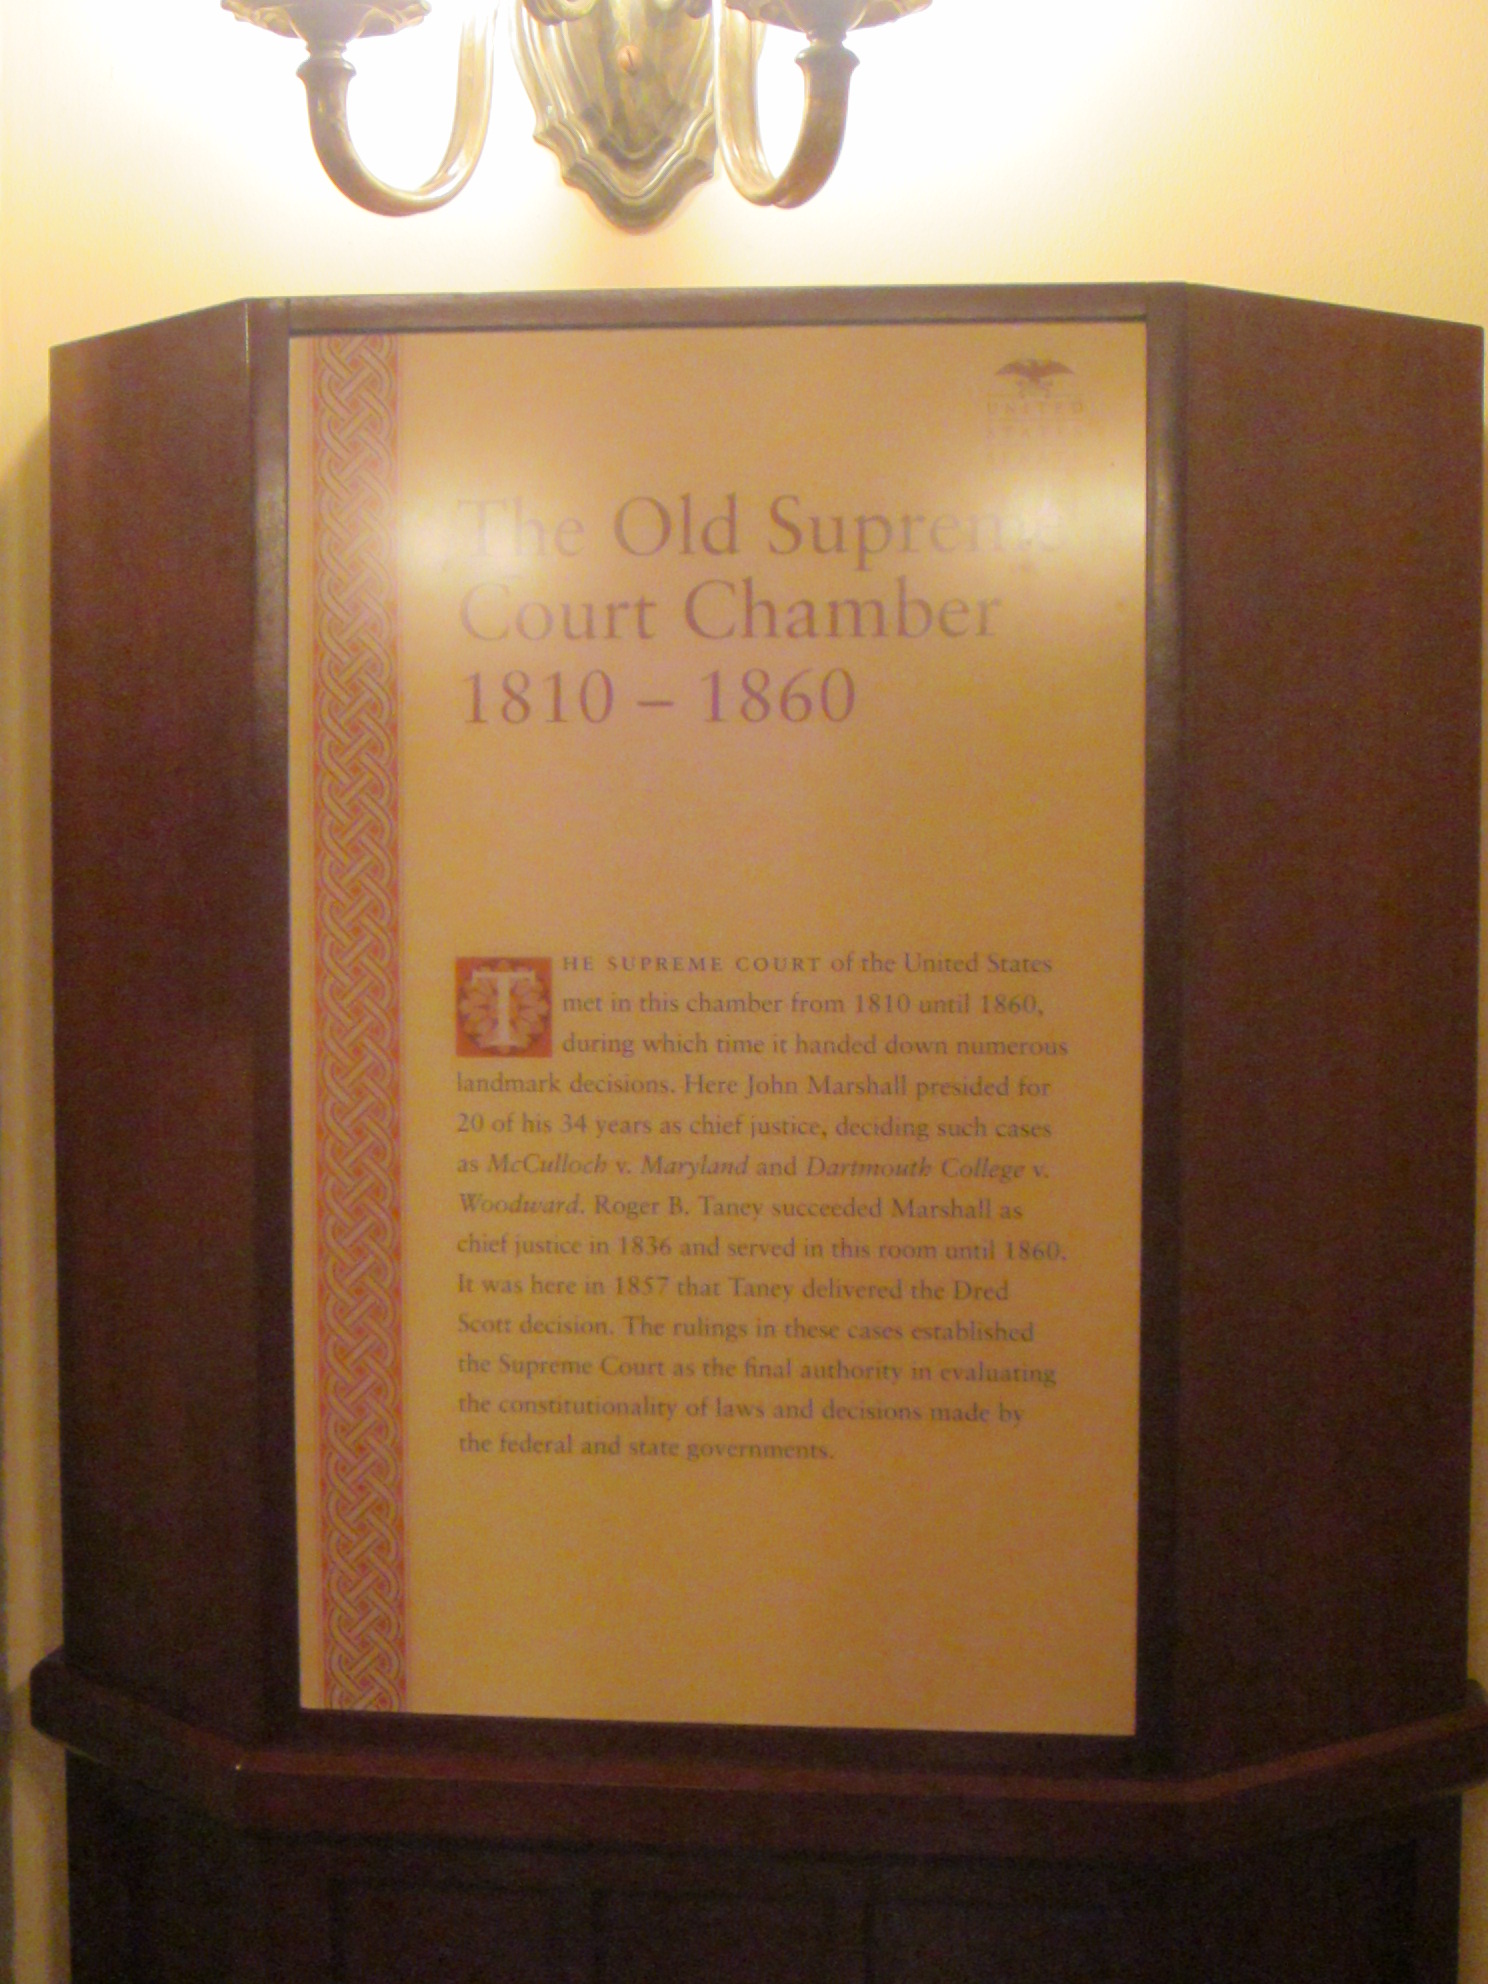 UNITED
STATES
SENATE
The Old Supreme
Court Chamber
1810 – 1860
THE SUPREME COURT of the United States
met in this chamber from 1810 until 1860,
during which time it handed down numerous
landmark decisions. Here John Marshall presided for
20 of his 34 years as chief justice, deciding such cases
as McCulloch v. Maryland and Dartmouth College v.
Woodward. Roger B. Taney succeeded Marshall as
chief justice in 1836 and served in this room until 1860.
It was here in 1857 that Taney delivered the Dred
Scott decision. The rulings in these cases established
the Supreme Court as the final authority in evaluating
the constitutionality of laws and decisions made by
the federal and state governments.